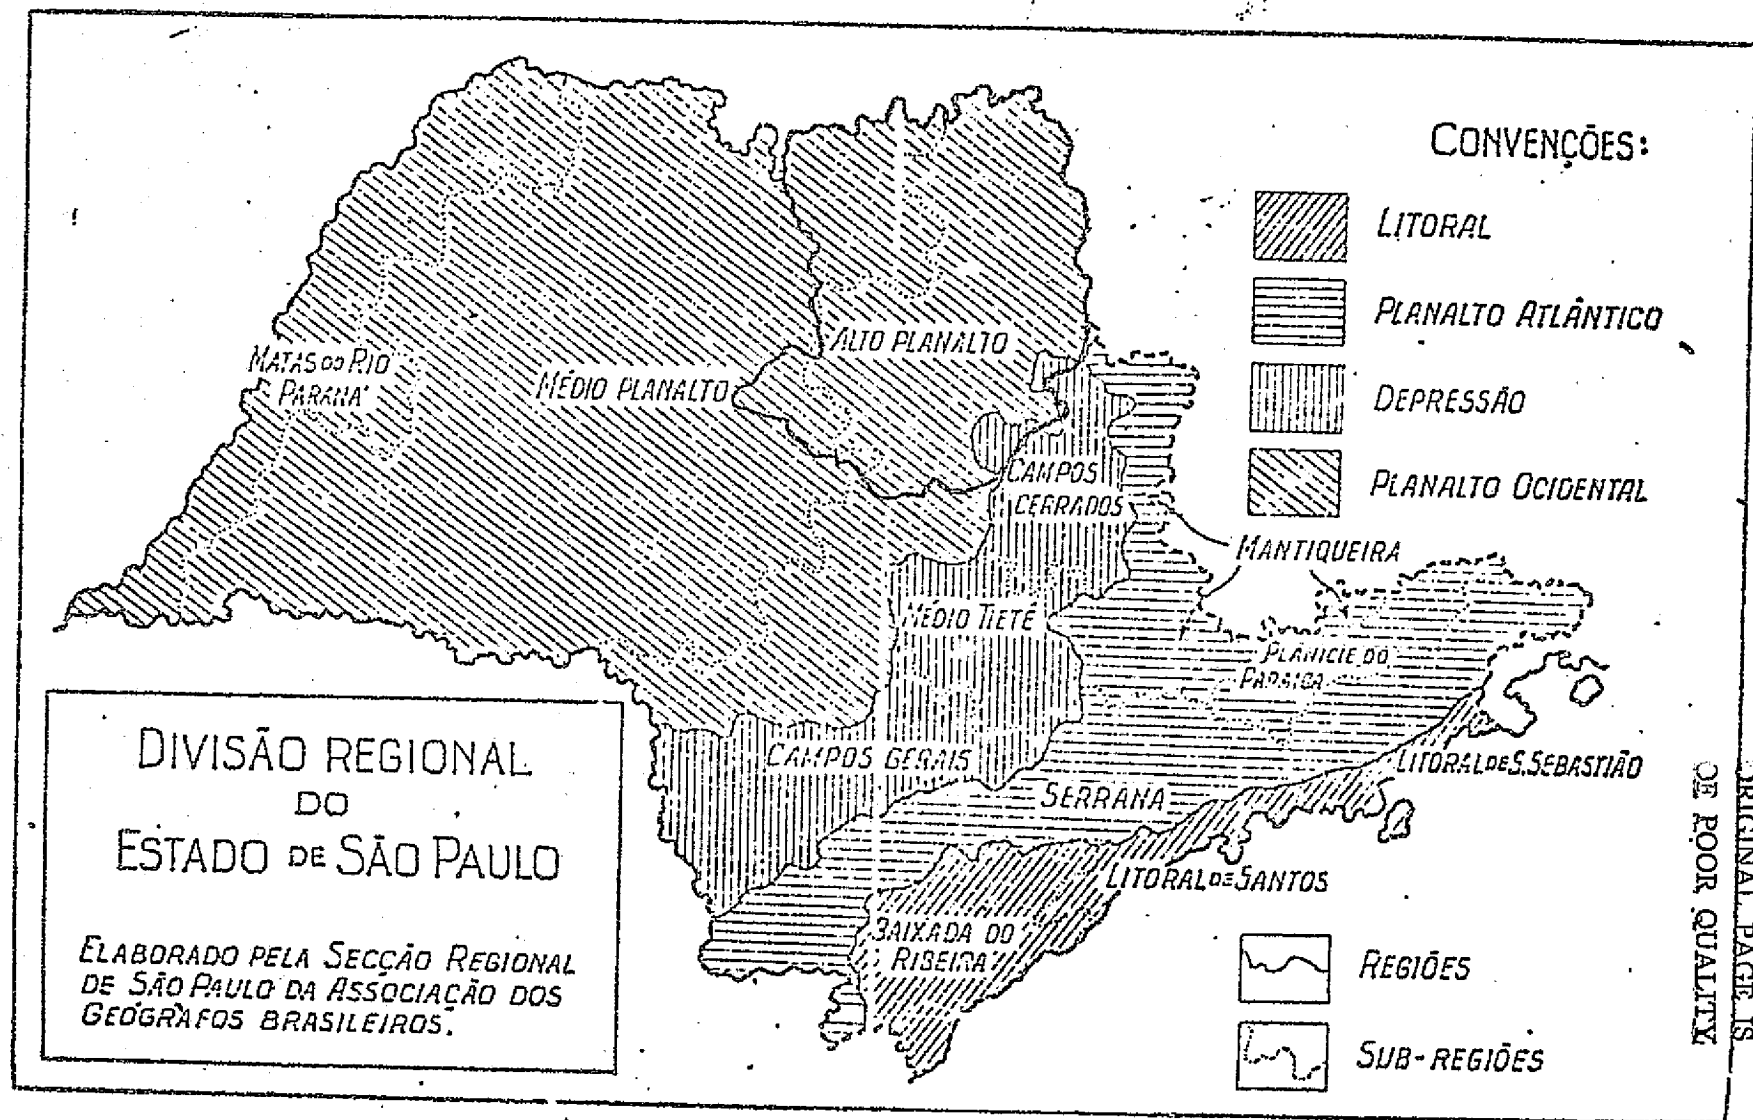 CONVENÇÕES:
LITORAL
PLANALTO ATLÂNTICO
DEPRESSÃO
PLANALTO OCIDENTAL
ALTO PLANALTO
MATAS DO RIO
PARANÁ
MÉDIO PLANALTO
CAMPOS
CERRADOS
MANTIQUEIRA
MÉDIO TIETÉ
PLANICIE DO
PARAIBA
CAMPOS GERAIS
LITORAL DE S. SEBASTIÃO
SERRANA
LITORAL DE SANTOS
BAIXADA DO
RIBEIRA
DIVISÃO REGIONAL
DO
ESTADO DE SÃO PAULO
ELABORADO PELA SECÇÃO REGIONAL
DE SÃO PAULO DA ASSOCIAÇÃO DOS
GEÓGRAFOS BRASILEIROS.
REGIÕES
SUB-REGIÕES
ORIGINAL PAGE IS
OF POOR QUALITY